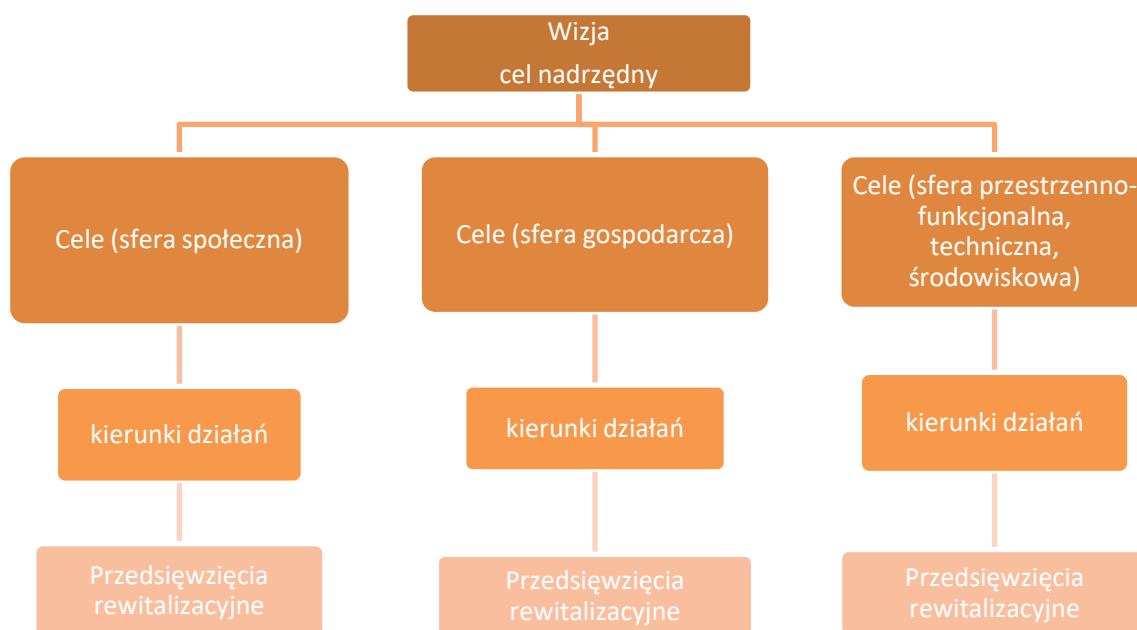 Wizja
cel nadrzędny
Cele (sfera społeczna)
Cele (sfera gospodarcza)
Cele (sfera przestrzenno-
funkcjonalna,
techniczna,
środowiskowa)
kierunki działań
kierunki działań
kierunki działań
Przedsięwzięcia
rewitalizacyjne
Przedsięwzięcia
rewitalizacyjne
Przedsięwzięcia
rewitalizacyjne